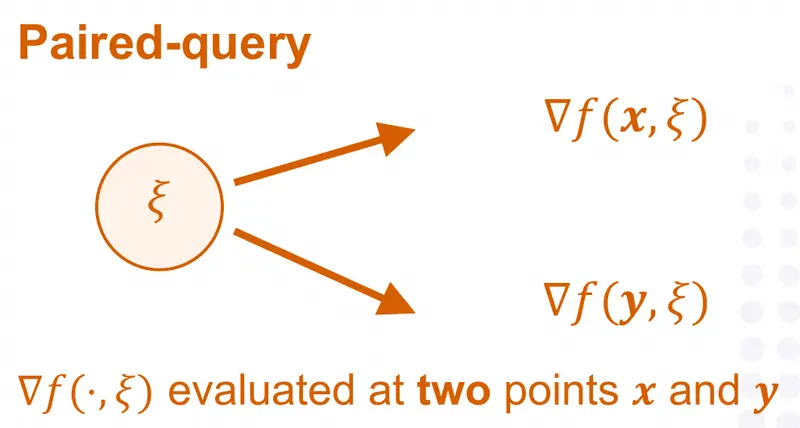 Paired-query
∇f(x, ξ)
ξ
∇f(y, ξ)
∇f(·, ξ) evaluated at two points x and y